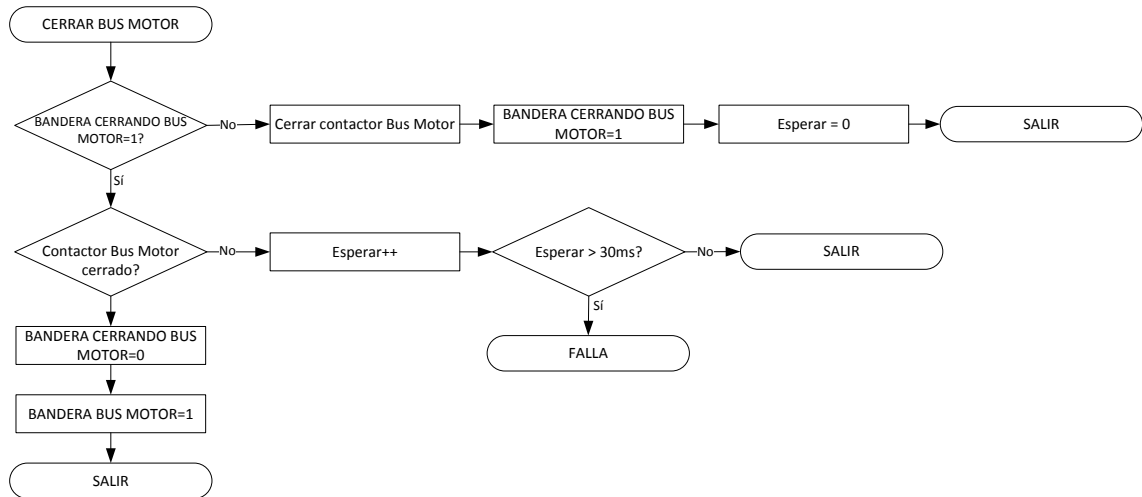 CERRAR BUS MOTOR
BANDERA CERRANDO BUS
MOTOR=1?
No
Cerrar contactor Bus Motor
BANDERA CERRANDO BUS
MOTOR=1
Esperar = 0
SALIR
Sí
Contactor Bus Motor
cerrado?
No
Esperar++
Esperar > 30ms?
No
SALIR
Sí
FALLA
BANDERA CERRANDO BUS
MOTOR=0
BANDERA BUS MOTOR=1
SALIR